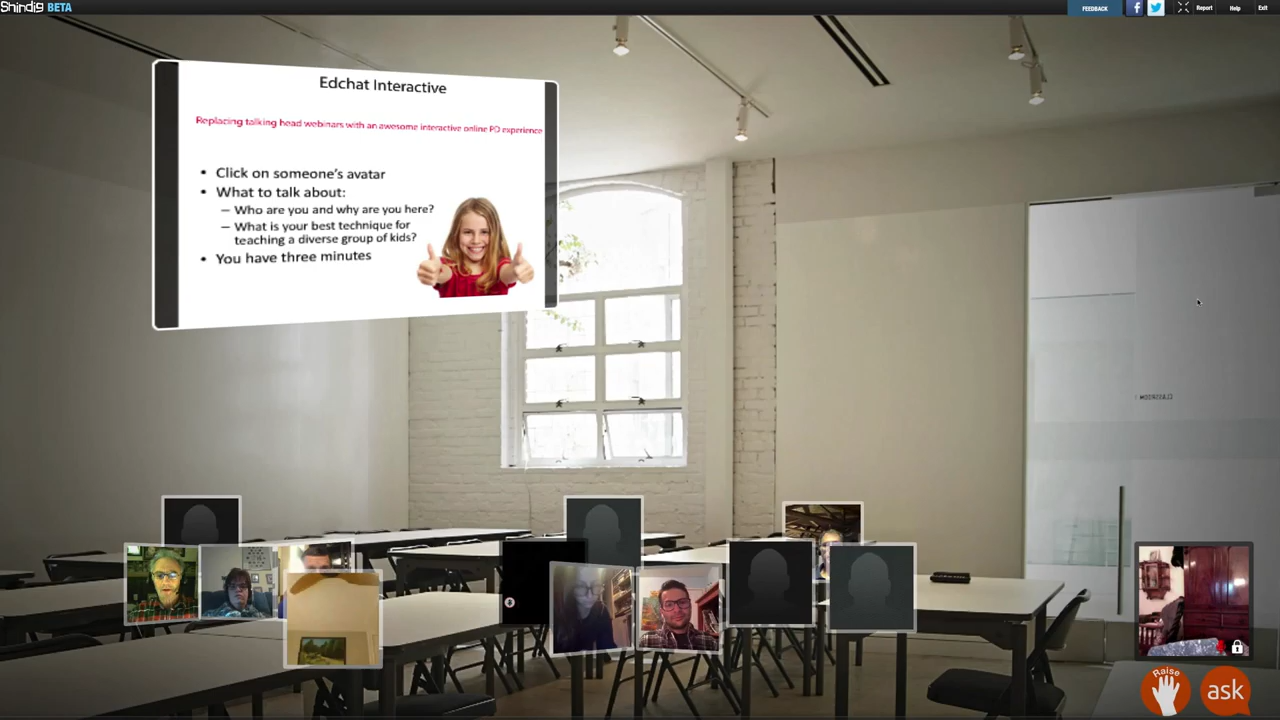 Shindig BETA
FEEDBACK
Report
Help
Exit
Edchat Interactive
Replacing talking head webinars with an awesome interactive online PD experience
• Click on someone's avatar
• What to talk about:
– Who are you and why are you here?
– What is your best technique for
teaching a diverse group of kids?
• You have three minutes
Raise
ask